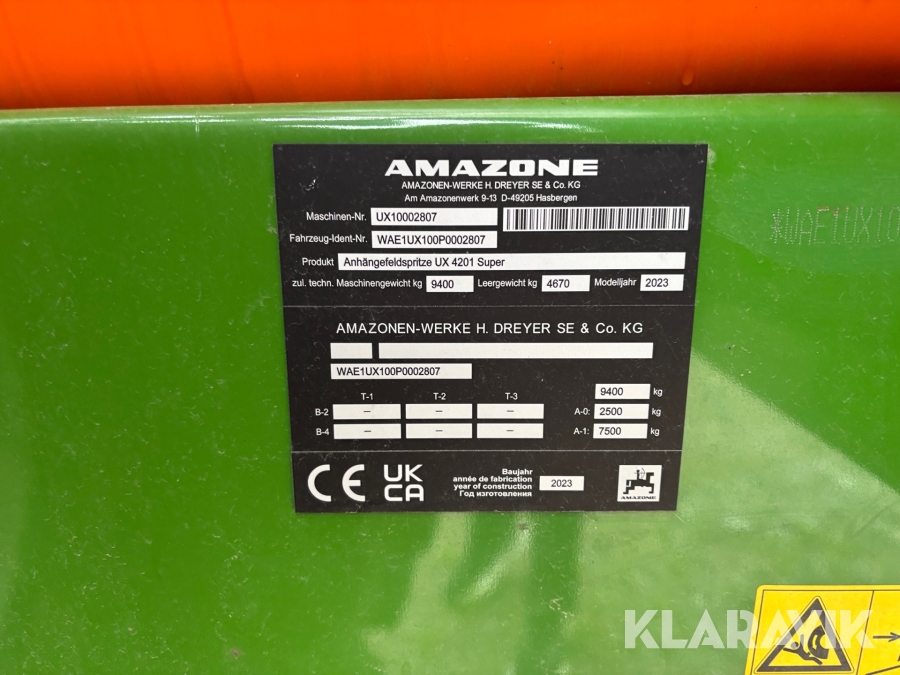 AMAZONE
AMAZONEN-WERKE H. DREYER SE & Co. KG
Am Amazonenwerk 9-13 D-49205 Hasbergen
Maschinen-Nr. UX10002807
Fahrzeug-Ident-Nr. WAE1UX100P0002807
Produkt Anhängefeldspritze UX 4201 Super
zul. techn. Maschinengewicht kg 9400 Leergewicht kg 4670 Modelljahr 2023
AMAZONEN-WERKE H. DREYER SE & Co. KG
WAE1UX100P0002807
9400 kg
T-1 T-2 T-3
B-2 – – – A-0: 2500 kg
B-4 – – – A-1: 7500 kg
CE UK CA
Baujahr
année de fabrication
year of construction 2023
Год изготовления
AMAZONE
*WAE1UX10
KLARAVIK